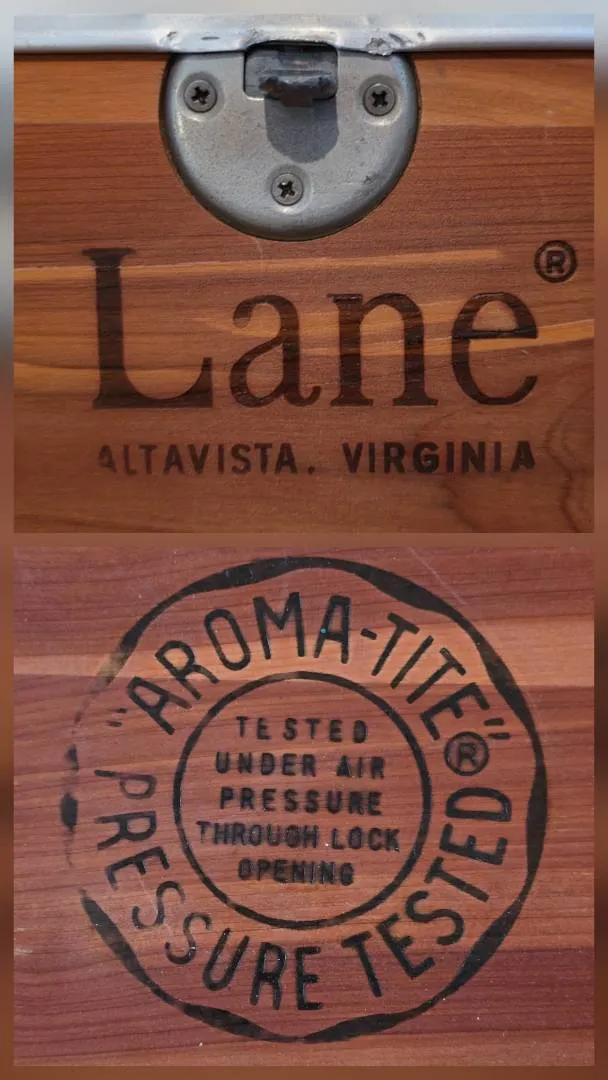 Lane®
ALTAVISTA, VIRGINIA
"AROMA-TITE"®
TESTED
UNDER AIR
PRESSURE
THROUGH LOCK
OPENING
PRESSURE TESTED